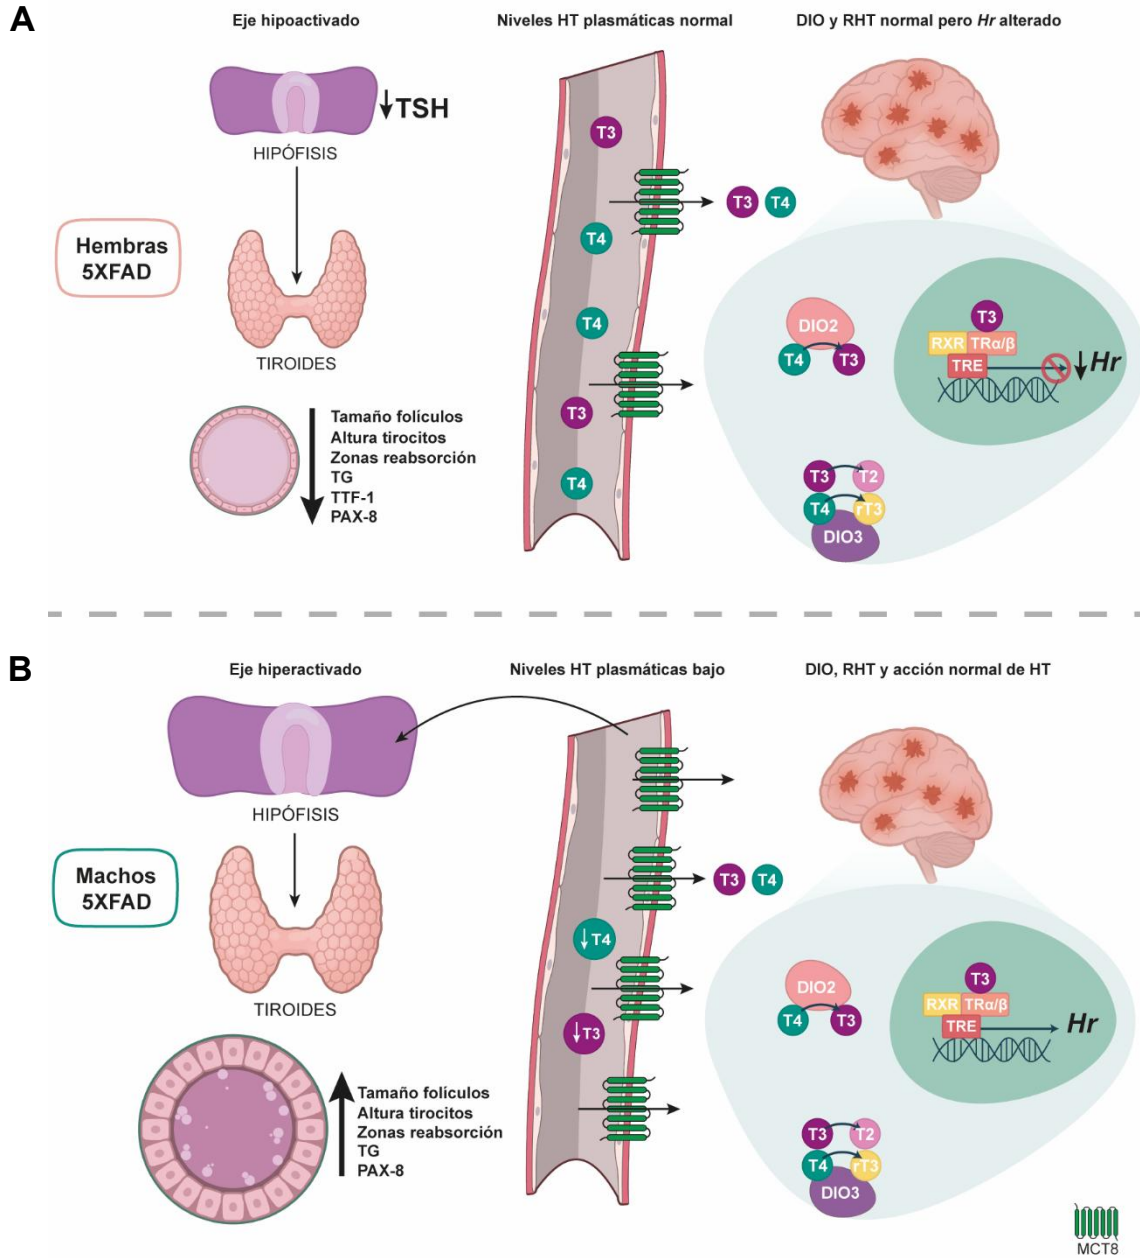 A
Eje hipoactivado
Niveles HT plasmáticas normal
DIO y RHT normal pero Hr alterado
↓TSH
HIPÓFISIS
Hembras
5XFAD
TIROIDES
Tamaño folículos
Altura tirocitos
Zonas reabsorción
TG
TTF-1
PAX-8
T3
T4
T4
T3
T4
T3 T4
DIO2
T4 T3
T3
RXR TRα/β
TRE
↓Hr
T3 T2
T4 rT3
DIO3
B
Eje hiperactivado
Niveles HT plasmáticas bajo
DIO, RHT y acción normal de HT
HIPÓFISIS
Machos
5XFAD
TIROIDES
Tamaño folículos
Altura tirocitos
Zonas reabsorción
TG
PAX-8
↓T4
↓T3
T3 T4
DIO2
T4 T3
T3
RXR TRα/β
TRE
Hr
T3 T2
T4 rT3
DIO3
MCT8